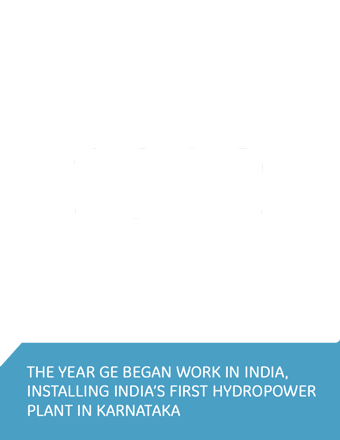 THE YEAR GE BEGAN WORK IN INDIA,
INSTALLING INDIA’S FIRST HYDROPOWER
PLANT IN KARNATAKA